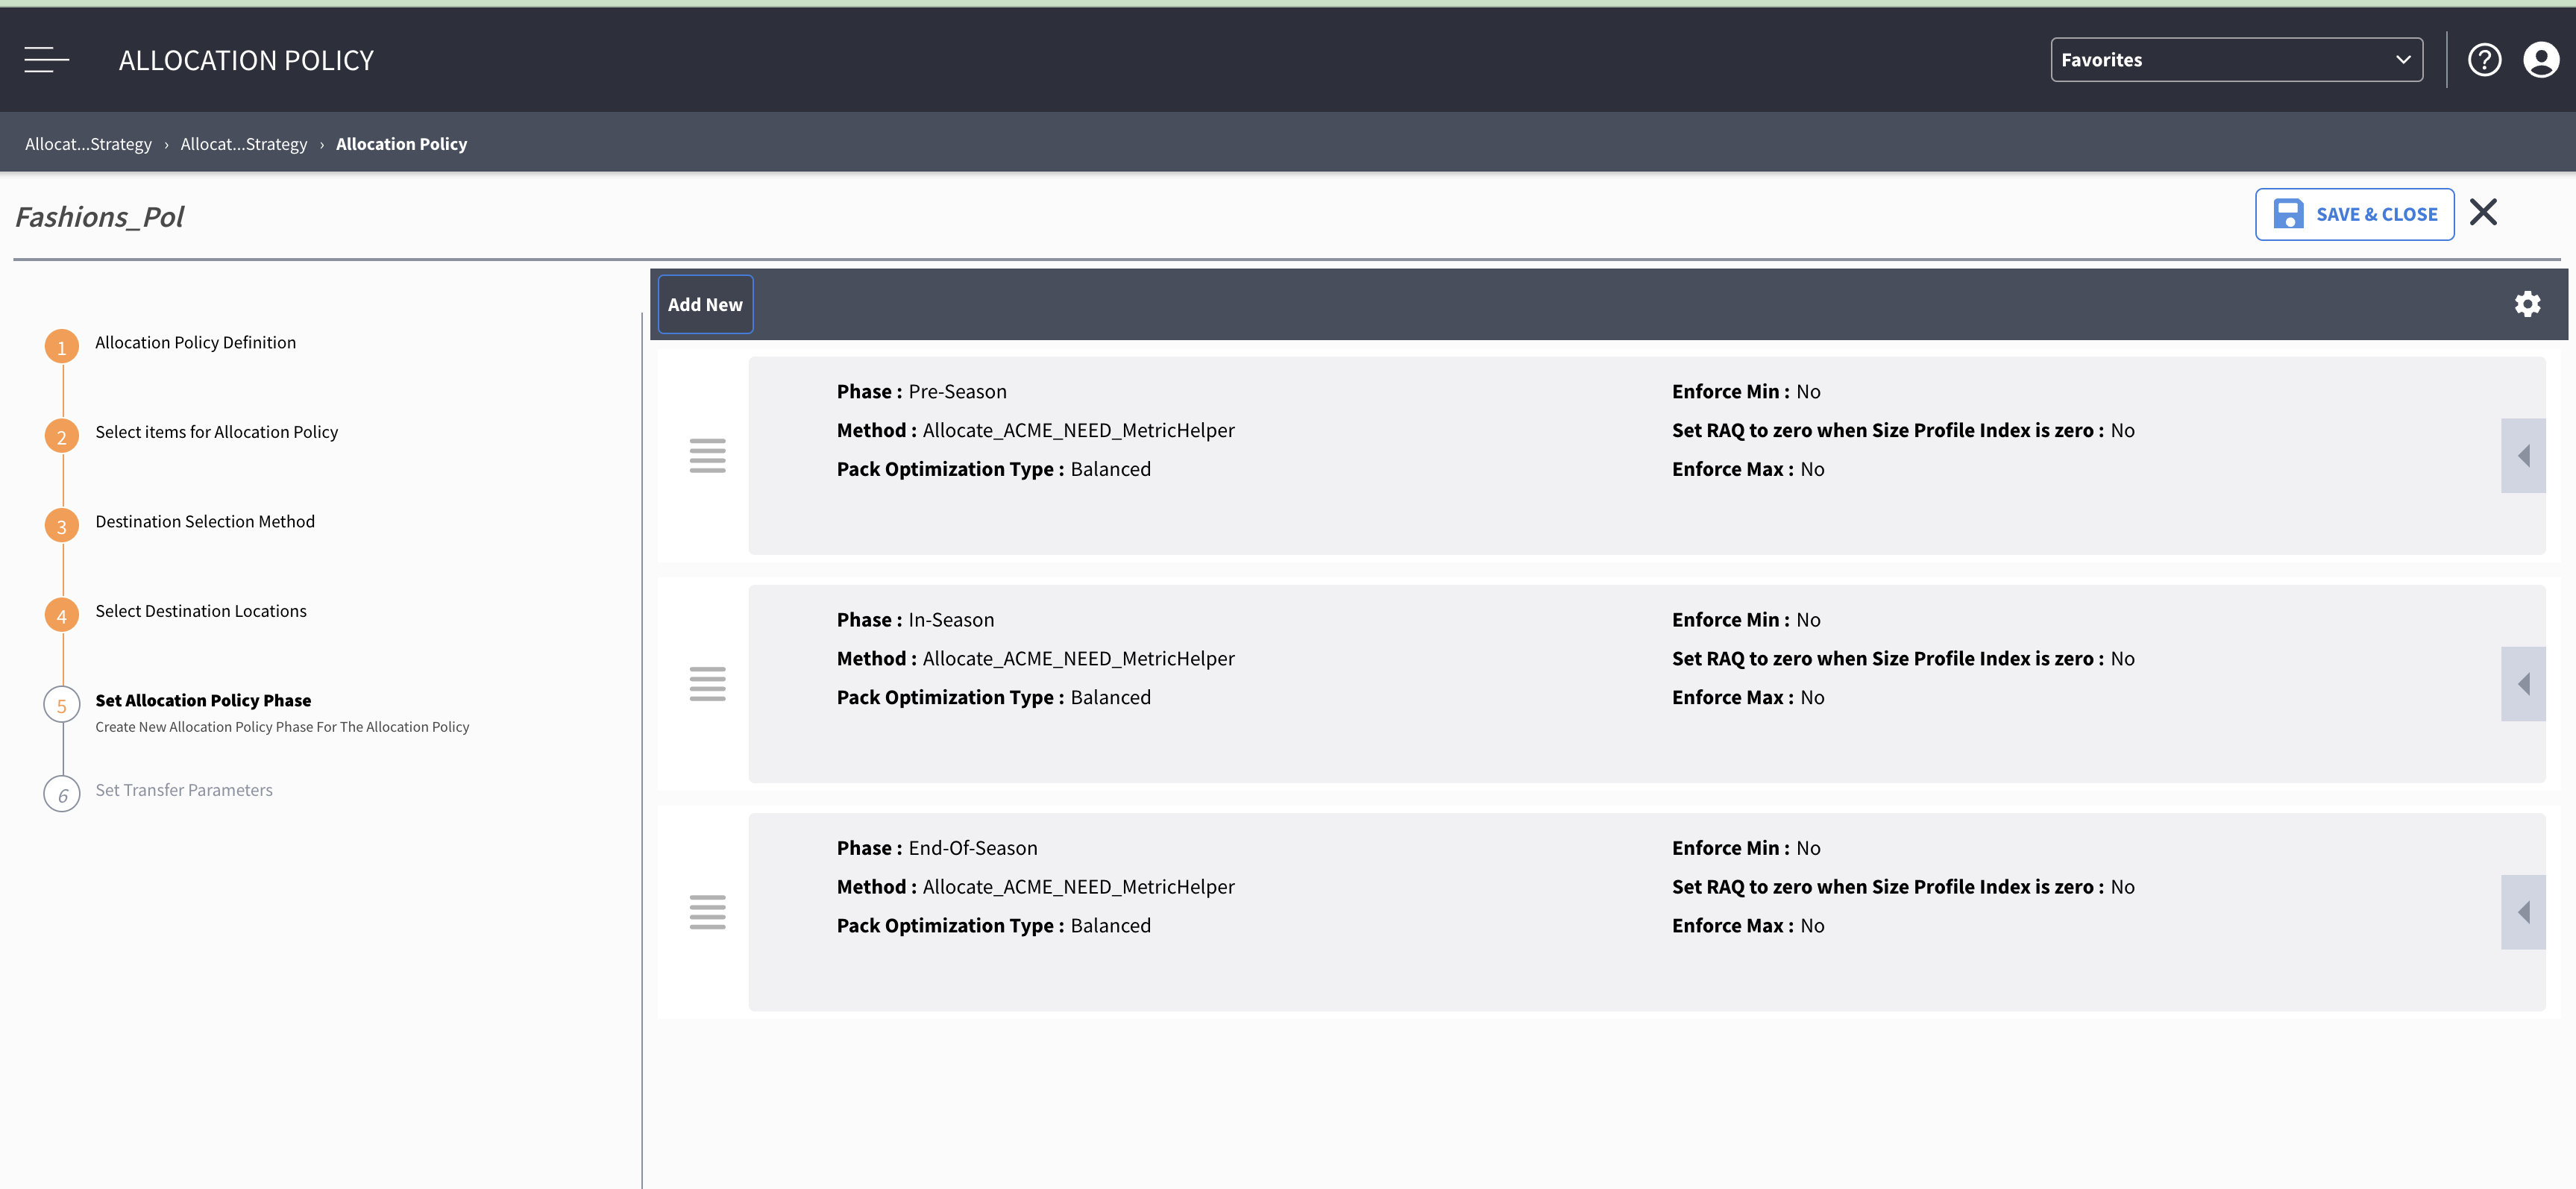 ALLOCATION POLICY
Favorites
Allocat...Strategy › Allocat...Strategy › Allocation Policy
Fashions_Pol
SAVE & CLOSE
1 Allocation Policy Definition
2 Select items for Allocation Policy
3 Destination Selection Method
4 Select Destination Locations
5 Set Allocation Policy Phase
Create New Allocation Policy Phase For The Allocation Policy
6 Set Transfer Parameters
Add New
Phase : Pre-Season
Method : Allocate_ACME_NEED_MetricHelper
Pack Optimization Type : Balanced
Enforce Min : No
Set RAQ to zero when Size Profile Index is zero : No
Enforce Max : No
Phase : In-Season
Method : Allocate_ACME_NEED_MetricHelper
Pack Optimization Type : Balanced
Enforce Min : No
Set RAQ to zero when Size Profile Index is zero : No
Enforce Max : No
Phase : End-Of-Season
Method : Allocate_ACME_NEED_MetricHelper
Pack Optimization Type : Balanced
Enforce Min : No
Set RAQ to zero when Size Profile Index is zero : No
Enforce Max : No